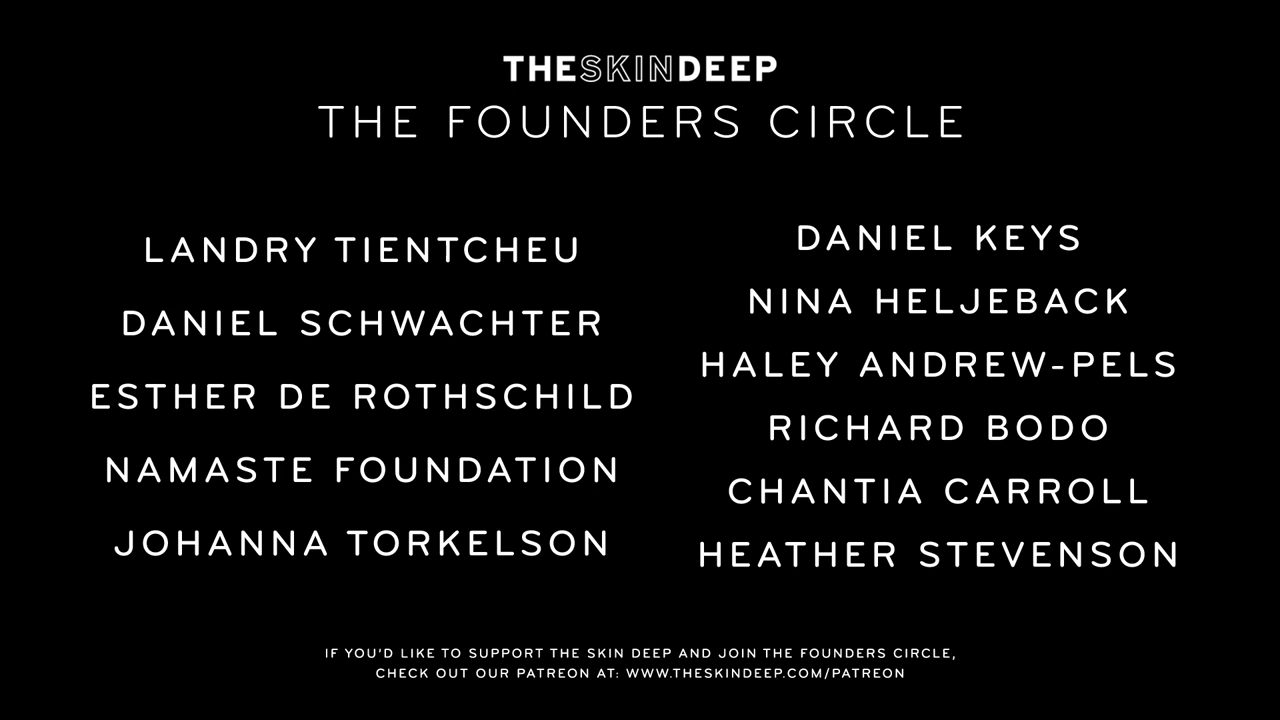 THESKINDEEP
THE FOUNDERS CIRCLE
LANDRY TIENTCHEU
DANIEL SCHWACHTER
ESTHER DE ROTHSCHILD
NAMASTE FOUNDATION
JOHANNA TORKELSON
DANIEL KEYS
NINA HELJEBACK
HALEY ANDREW-PELS
RICHARD BODO
CHANTIA CARROLL
HEATHER STEVENSON
IF YOU'D LIKE TO SUPPORT THE SKIN DEEP AND JOIN THE FOUNDERS CIRCLE,
CHECK OUT OUR PATREON AT: WWW.THESKINDEEP.COM/PATREON